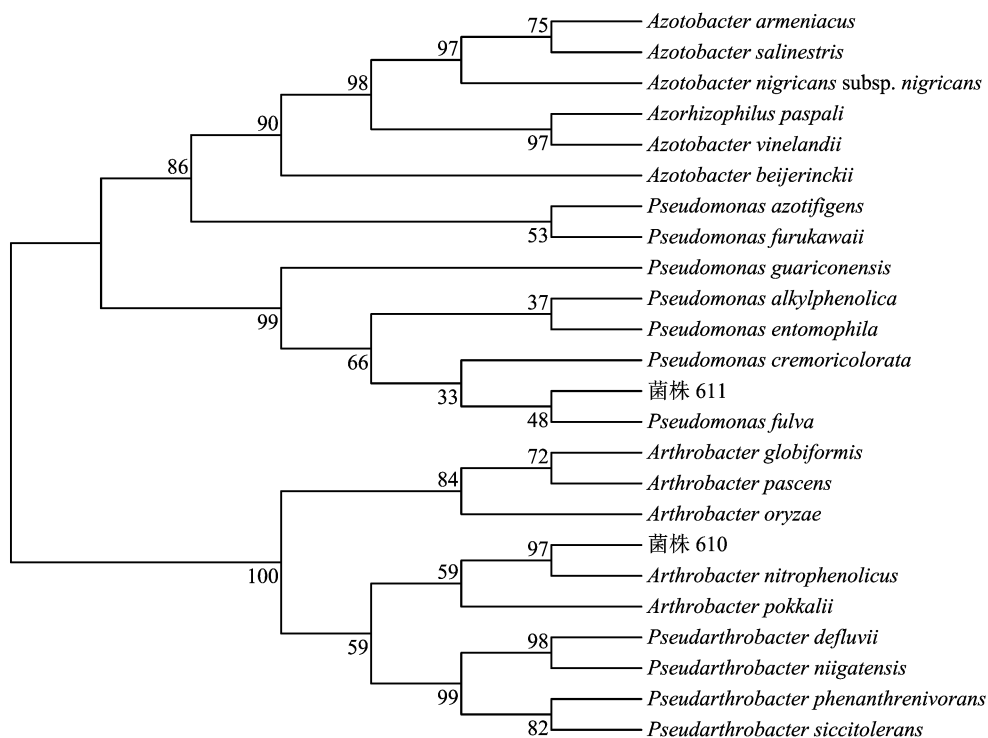 75
Azotobacter armeniacus
97
Azotobacter salinestris
98
Azotobacter nigricans subsp. nigricans
90
Azorhizophilus paspali
97
Azotobacter vinelandii
86
Azotobacter beijerinckii
Pseudomonas azotifigens
53
Pseudomonas furukawaii
Pseudomonas guariconensis
99
37
Pseudomonas alkylphenolica
66
Pseudomonas entomophila
Pseudomonas cremoricolorata
33
菌株 611
48
Pseudomonas fulva
72
Arthrobacter globiformis
84
Arthrobacter pascens
Arthrobacter oryzae
97
菌株 610
100
59
Arthrobacter nitrophenolicus
Arthrobacter pokkalii
59
98
Pseudarthrobacter defluvii
Pseudarthrobacter niigatensis
99
Pseudarthrobacter phenanthrenivorans
82
Pseudarthrobacter siccitolerans